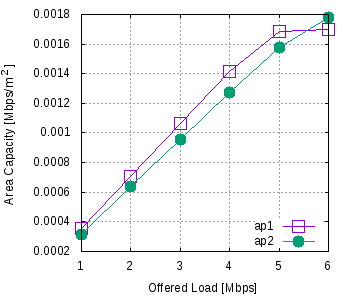 0.0018
0.0016
0.0014
0.0012
0.001
0.0008
0.0006
0.0004
0.0002
Area Capacity [Mbps/m²]
ap1
ap2
1 2 3 4 5 6
Offered Load [Mbps]